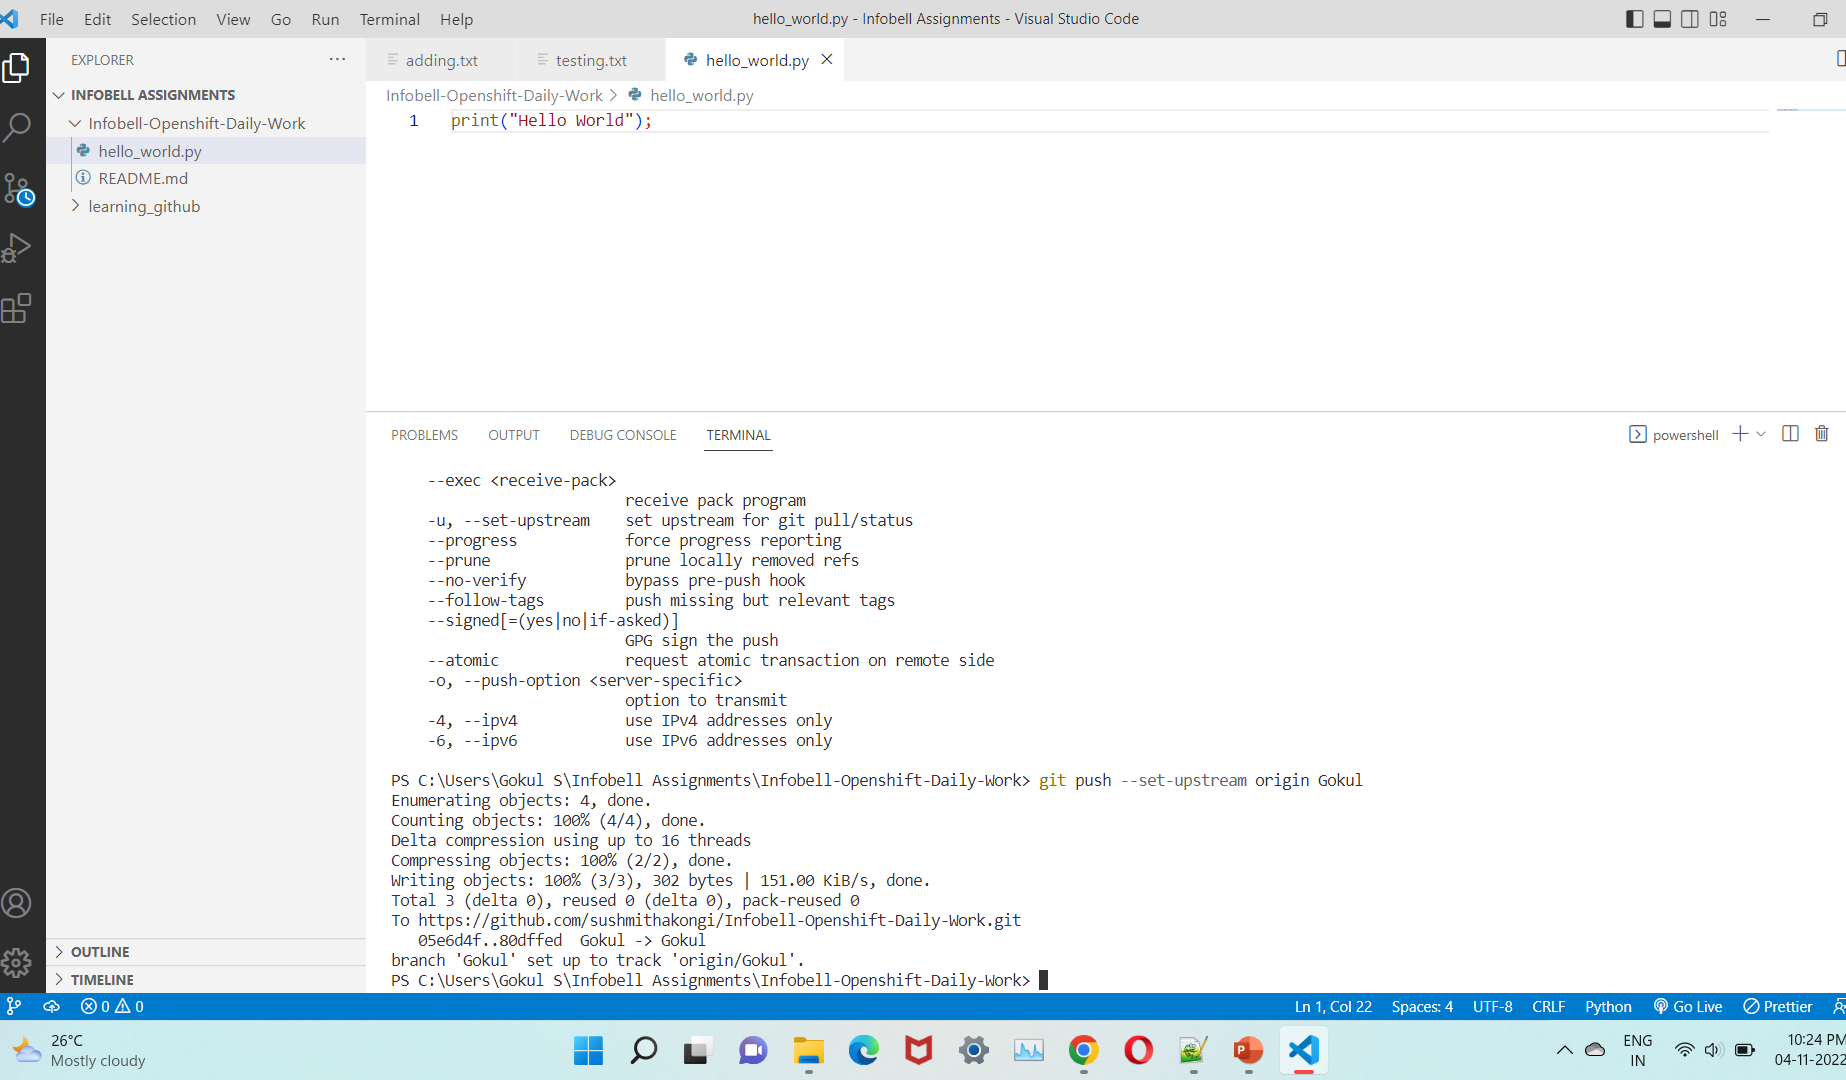 File Edit Selection View Go Run Terminal Help
hello_world.py - Infobell Assignments - Visual Studio Code
EXPLORER
INFOBELL ASSIGNMENTS
Infobell-Openshift-Daily-Work
hello_world.py
README.md
learning_github
OUTLINE
TIMELINE
adding.txt testing.txt hello_world.py
Infobell-Openshift-Daily-Work > hello_world.py
1 print("Hello World");
PROBLEMS OUTPUT DEBUG CONSOLE TERMINAL
powershell
--exec <receive-pack>
receive pack program
-u, --set-upstream set upstream for git pull/status
--progress force progress reporting
--prune prune locally removed refs
--no-verify bypass pre-push hook
--follow-tags push missing but relevant tags
--signed[=(yes|no|if-asked)]
GPG sign the push
--atomic request atomic transaction on remote side
-o, --push-option <server-specific>
option to transmit
-4, --ipv4 use IPv4 addresses only
-6, --ipv6 use IPv6 addresses only
PS C:\Users\Gokul S\Infobell Assignments\Infobell-Openshift-Daily-Work> git push --set-upstream origin Gokul
Enumerating objects: 4, done.
Counting objects: 100% (4/4), done.
Delta compression using up to 16 threads
Compressing objects: 100% (2/2), done.
Writing objects: 100% (3/3), 302 bytes | 151.00 KiB/s, done.
Total 3 (delta 0), reused 0 (delta 0), pack-reused 0
To https://github.com/sushmithakongi/Infobell-Openshift-Daily-Work.git
05e6d4f..80dffed Gokul -> Gokul
branch 'Gokul' set up to track 'origin/Gokul'.
PS C:\Users\Gokul S\Infobell Assignments\Infobell-Openshift-Daily-Work>
0 0
Ln 1, Col 22 Spaces: 4 UTF-8 CRLF Python Go Live Prettier
26°C
Mostly cloudy
ENG
IN
10:24 PM
04-11-2022